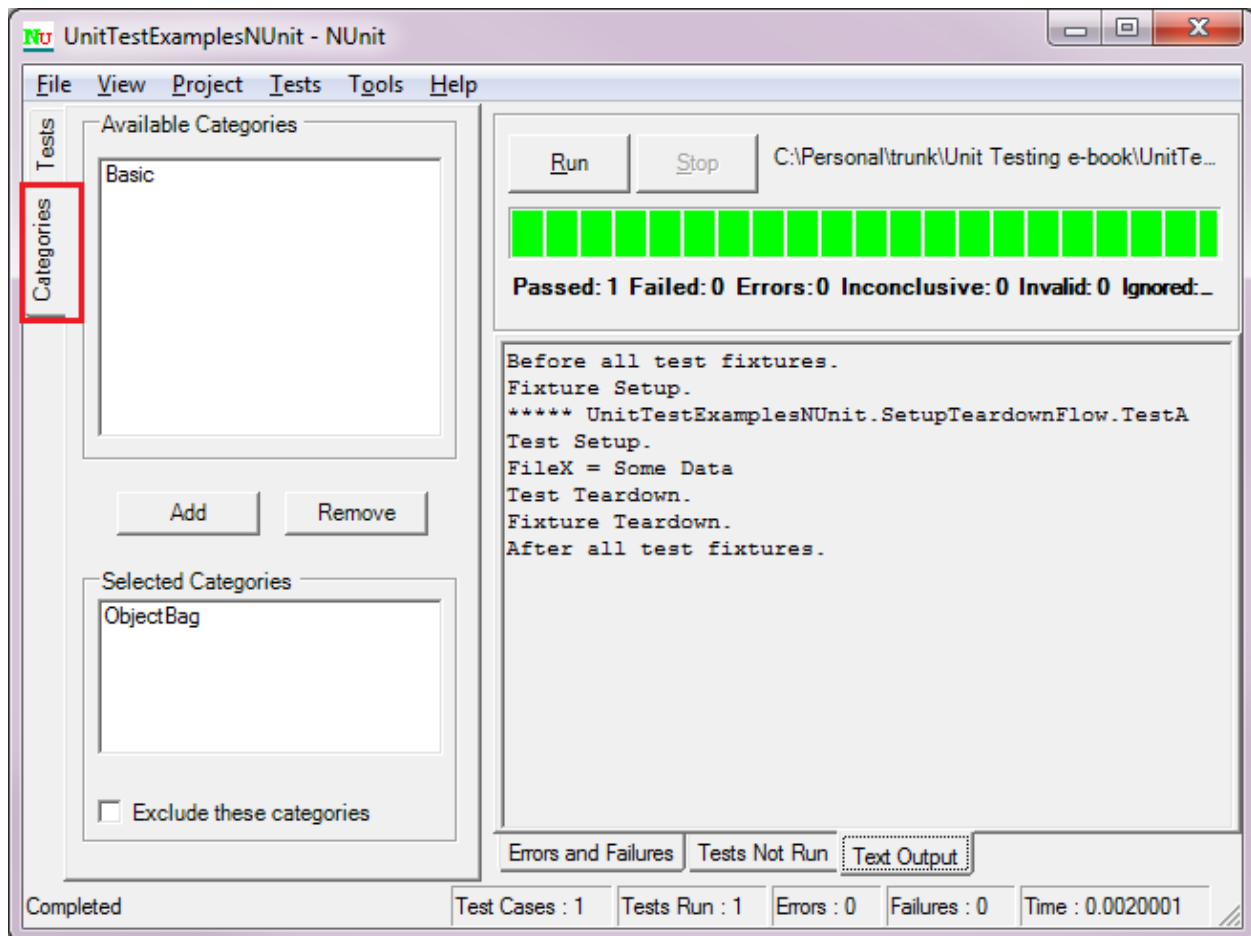 NU UnitTestExamplesNUnit - NUnit
File View Project Tests Tools Help
Tests
Categories
Available Categories
Basic
Add Remove
Selected Categories
ObjectBag
Exclude these categories
Run Stop C:\Personal\trunk\Unit Testing e-book\UnitTe...
Passed: 1 Failed: 0 Errors: 0 Inconclusive: 0 Invalid: 0 Ignored:...
Before all test fixtures.
Fixture Setup.
***** UnitTestExamplesNUnit.SetupTeardownFlow.TestA
Test Setup.
FileX = Some Data
Test Teardown.
Fixture Teardown.
After all test fixtures.
Errors and Failures Tests Not Run Text Output
Completed Test Cases : 1 Tests Run : 1 Errors : 0 Failures : 0 Time : 0.0020001